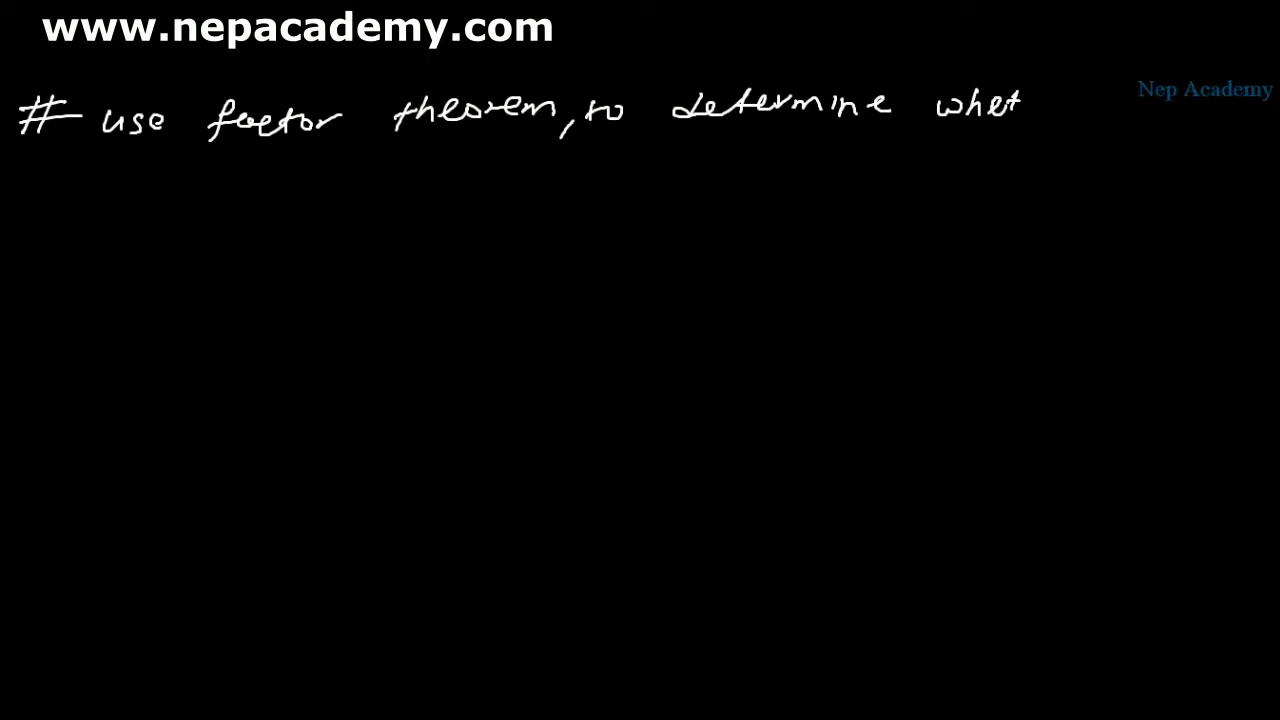 www.nepacademy.com
Nep Academy
# use factor theorem, to determine whet